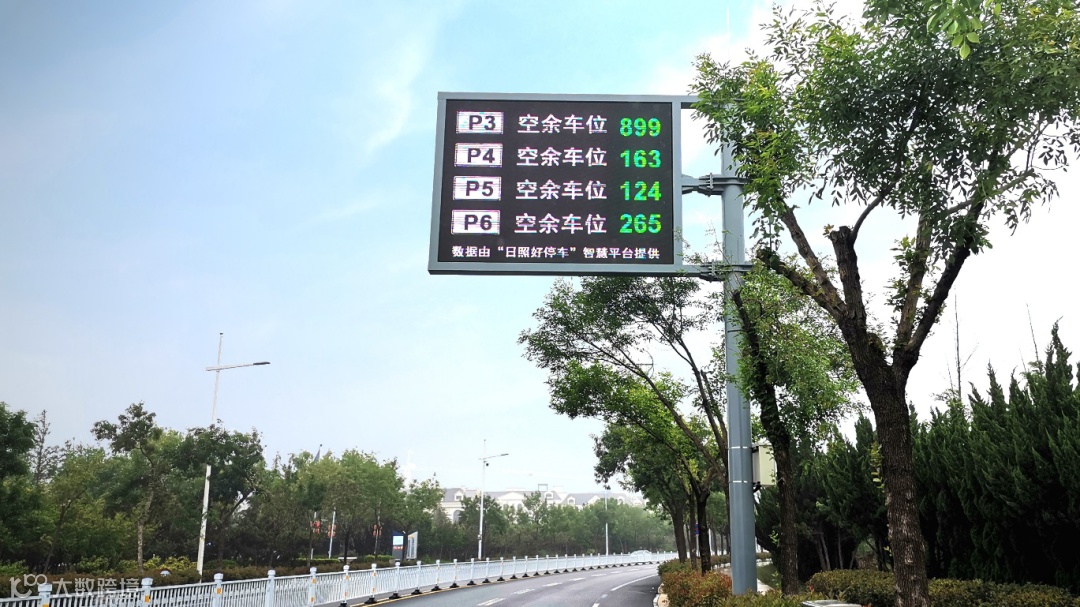 P3 空余车位 899
P4 空余车位 163
P5 空余车位 124
P6 空余车位 265
数据由“日照好停车”智慧平台提供
大数跨境